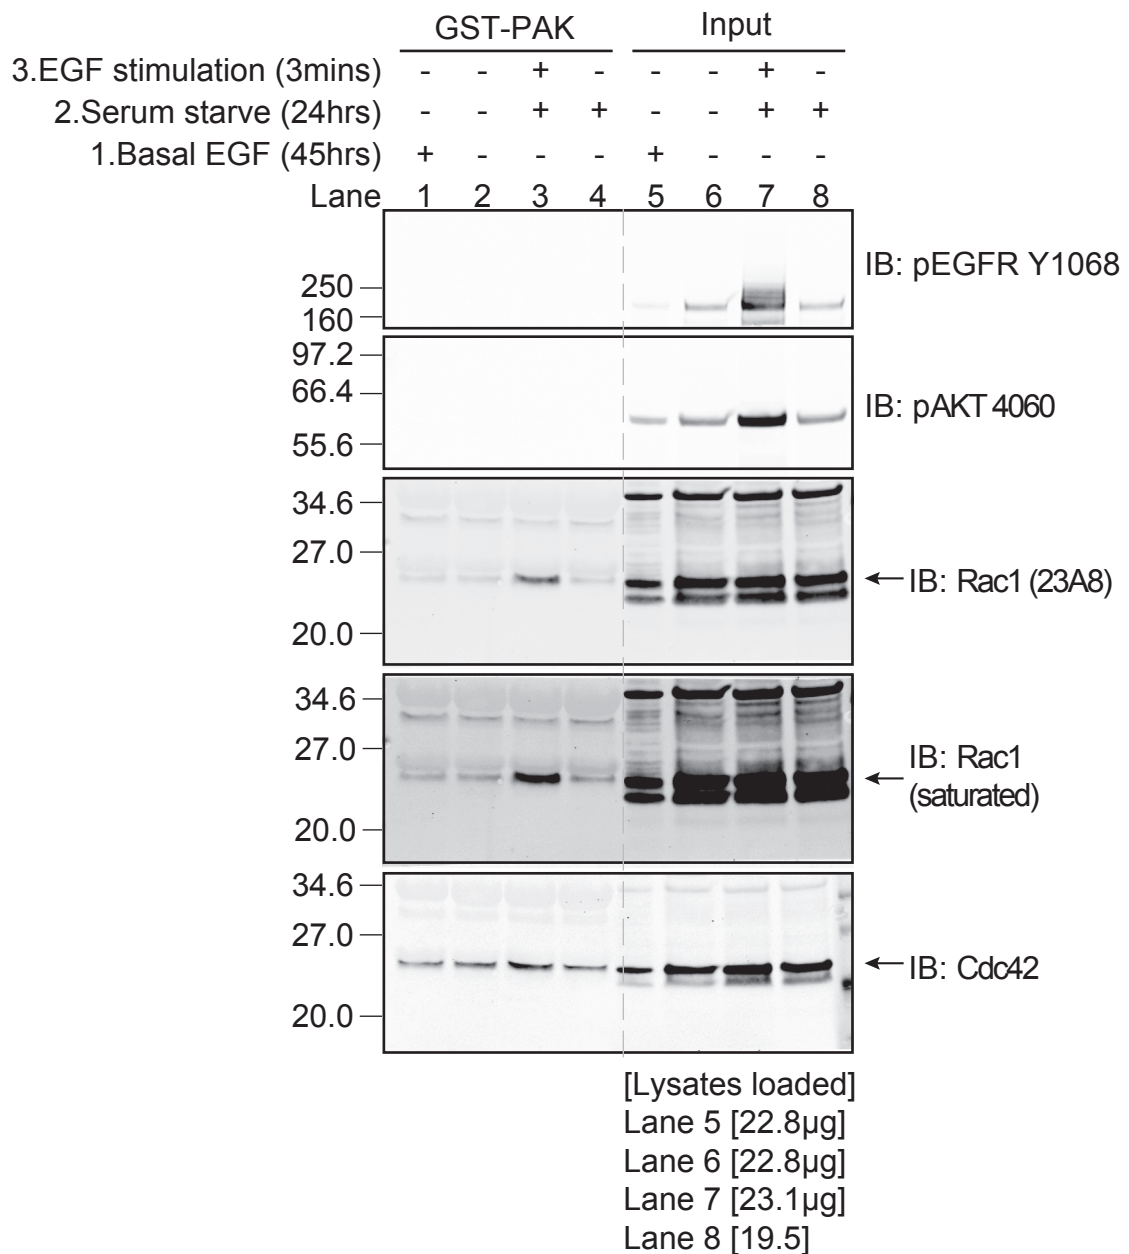 GST-PAK Input
3.EGF stimulation (3mins) - - + - - - + -
2.Serum starve (24hrs) - - + + - - + +
1.Basal EGF (45hrs) + - - - + - - -
Lane 1 2 3 4 5 6 7 8
IB: pEGFR Y1068
250
160
97.2
66.4
IB: pAKT 4060
55.6
34.6
27.0
IB: Rac1 (23A8)
20.0
34.6
27.0
IB: Rac1
(saturated)
20.0
34.6
27.0
IB: Cdc42
20.0
[Lysates loaded]
Lane 5 [22.8µg]
Lane 6 [22.8µg]
Lane 7 [23.1µg]
Lane 8 [19.5]